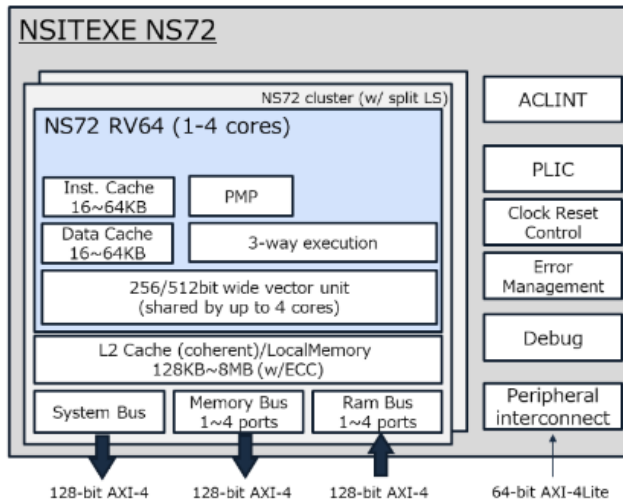 NSITEXE NS72
NS72 cluster (w/ split LS)
NS72 RV64 (1-4 cores)
Inst. Cache
16~64KB
PMP
Data Cache
16~64KB
3-way execution
256/512bit wide vector unit
(shared by up to 4 cores)
L2 Cache (coherent)/LocalMemory
128KB~8MB (w/ECC)
System Bus
Memory Bus
1~4 ports
Ram Bus
1~4 ports
ACLINT
PLIC
Clock Reset
Control
Error
Management
Debug
Peripheral
interconnect
128-bit AXI-4
128-bit AXI-4
128-bit AXI-4
64-bit AXI-4Lite